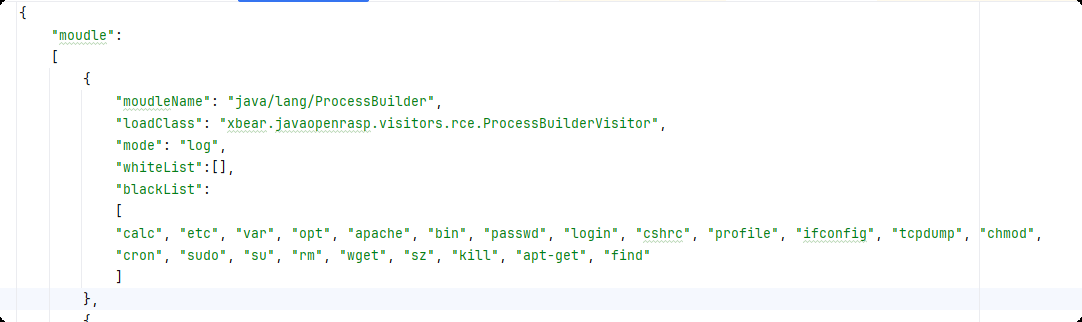 {
"moudle":
[
{
"moudleName": "java/lang/ProcessBuilder",
"loadClass": "xbear.javaopenrasp.visitors.rce.ProcessBuilderVisitor",
"mode": "log",
"whiteList":[],
"blackList":
[
"calc", "etc", "var", "opt", "apache", "bin", "passwd", "login", "cshrc", "profile", "ifconfig", "tcpdump", "chmod",
"cron", "sudo", "su", "rm", "wget", "sz", "kill", "apt-get", "find"
]
},
{